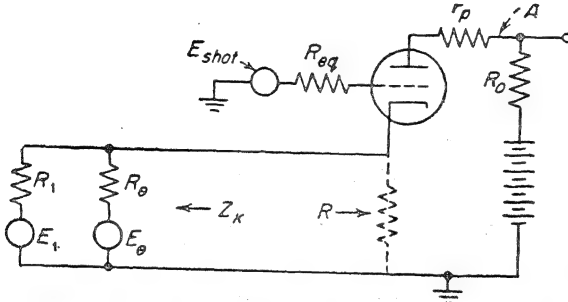 r_p
A
E_shot
R_eq
R_0
R_1
R_θ
Z_K
R
E_1
E_θ